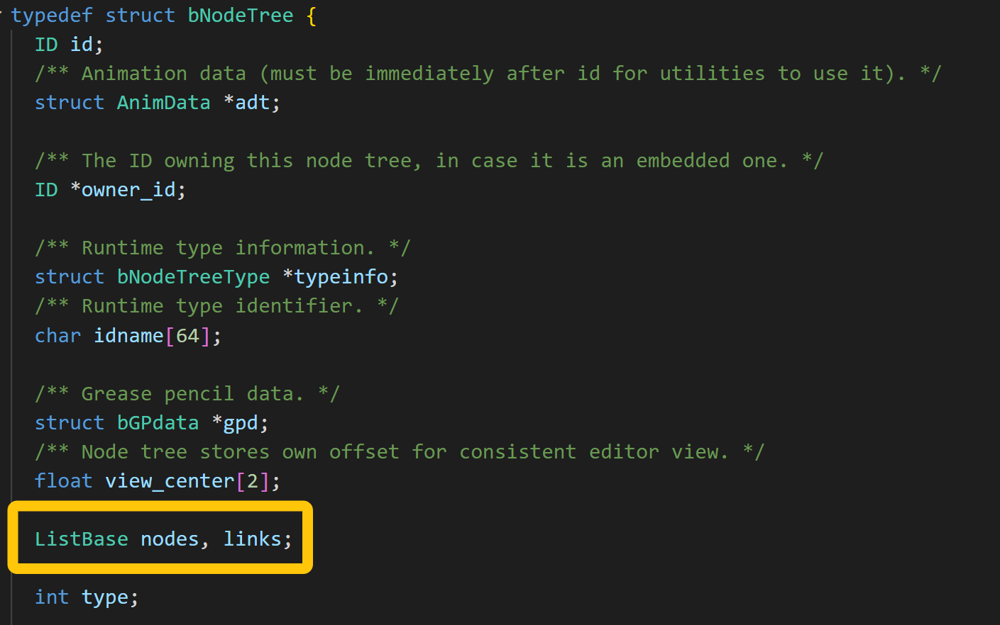 typedef struct bNodeTree {
ID id;
/** Animation data (must be immediately after id for utilities to use it). */
struct AnimData *adt;
/** The ID owning this node tree, in case it is an embedded one. */
ID *owner_id;
/** Runtime type information. */
struct bNodeTreeType *typeinfo;
/** Runtime type identifier. */
char idname[64];
/** Grease pencil data. */
struct bGPdata *gpd;
/** Node tree stores own offset for consistent editor view. */
float view_center[2];
ListBase nodes, links;
int type;